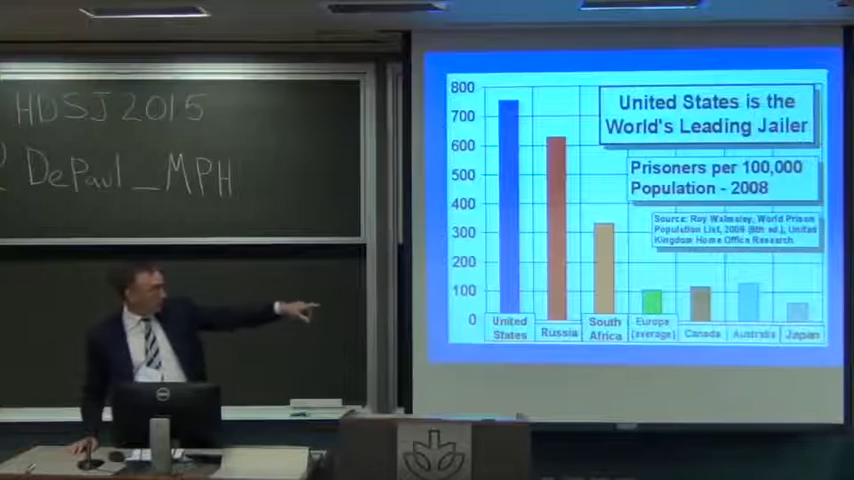 HDSJ2015
DePaul_MPH
DELL
United States is the
World's Leading Jailer
Prisoners per 100,000
Population - 2008
Source: Roy Walmsley, World Prison
Population List, 2009 (8th ed.), United
Kingdom Home Office Research
800
700
600
500
400
300
200
100
0
United
States
Russia
South
Africa
Europe
(average)
Canada
Australia
Japan